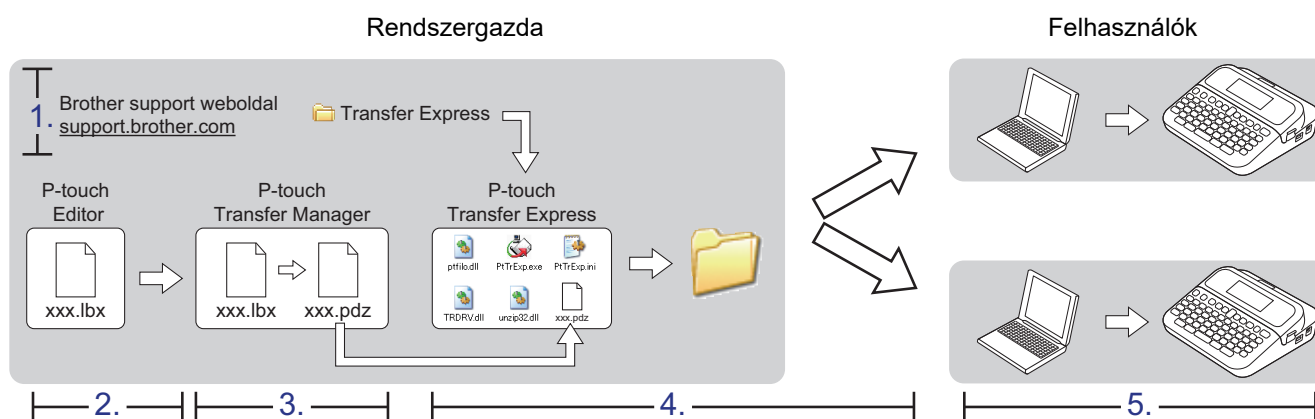 Rendszergazda
Felhasználók
1. Brother support weboldal
support.brother.com
Transfer Express
P-touch
Editor
xxx.lbx
P-touch
Transfer Manager
xxx.lbx
xxx.pdz
P-touch
Transfer Express
ptfilo.dll
PtTrExp.exe
PtTrExp.ini
TRDRV.dll
unzip32.dll
xxx.pdz
2.
3.
4.
5.